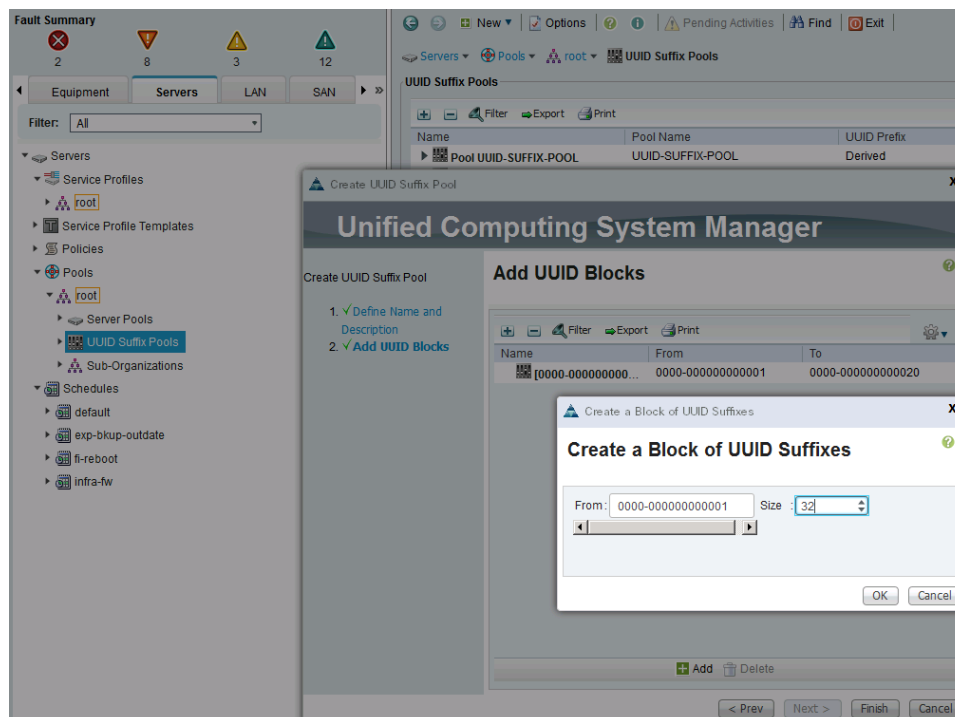 Fault Summary
2 8 3 12
Equipment Servers LAN SAN
Filter: All
Servers
Service Profiles
root
Service Profile Templates
Policies
Pools
root
Server Pools
UUID Suffix Pools
Sub-Organizations
Schedules
default
exp-bkup-outdate
fi-reboot
infra-fw
New Options Pending Activities Find Exit
Servers Pools root UUID Suffix Pools
UUID Suffix Pools
Filter Export Print
Name Pool Name UUID Prefix
Pool UUID-SUFFIX-POOL UUID-SUFFIX-POOL Derived
Create UUID Suffix Pool
Unified Computing System Manager
Create UUID Suffix Pool
1. Define Name and
Description
2. Add UUID Blocks
Add UUID Blocks
Filter Export Print
Name From To
[0000-000000000... 0000-000000000001 0000-000000000020
Create a Block of UUID Suffixes
Create a Block of UUID Suffixes
From: 0000-000000000001 Size : 32
OK Cancel
Add Delete
< Prev Next > Finish Cancel